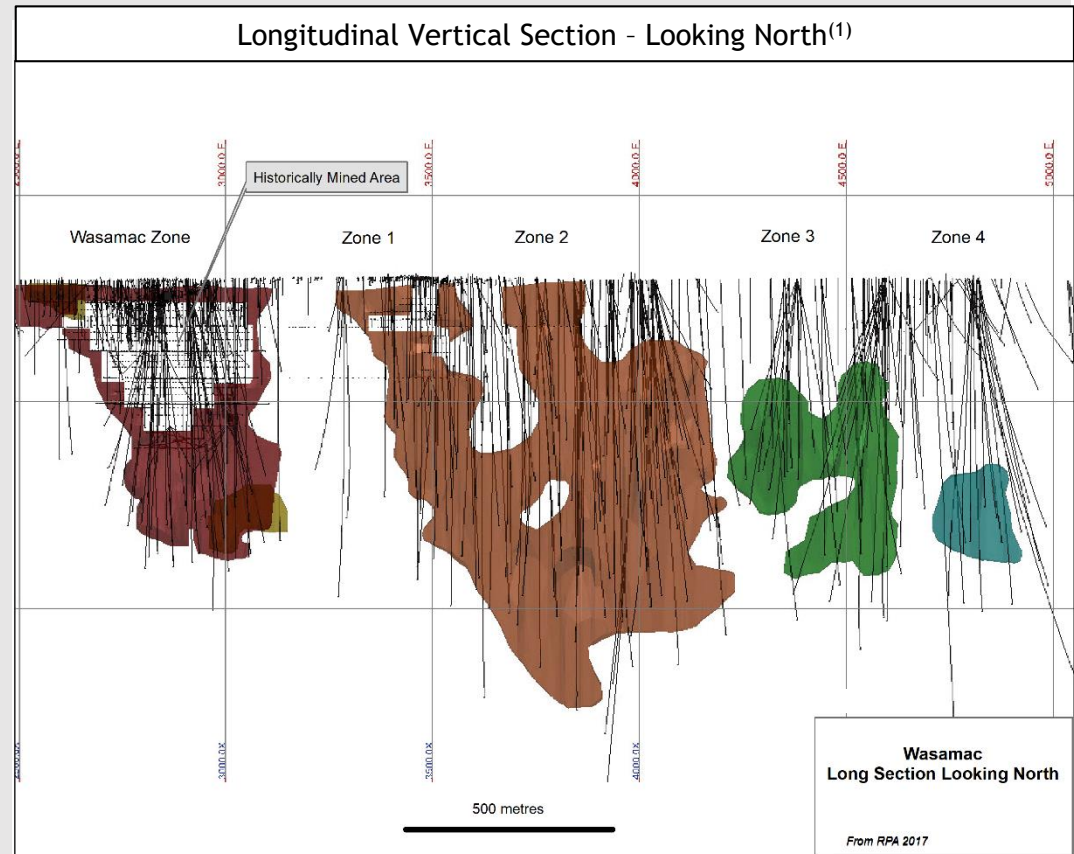 Longitudinal Vertical Section – Looking North(1)
3000.0 E
3500.0 E
4000.0 E
4500.0 E
5000.0 E
Historically Mined Area
Wasamac Zone
Zone 1
Zone 2
Zone 3
Zone 4
3000.0X
3500.0X
4000.0X
500 metres
Wasamac
Long Section Looking North
From RPA 2017